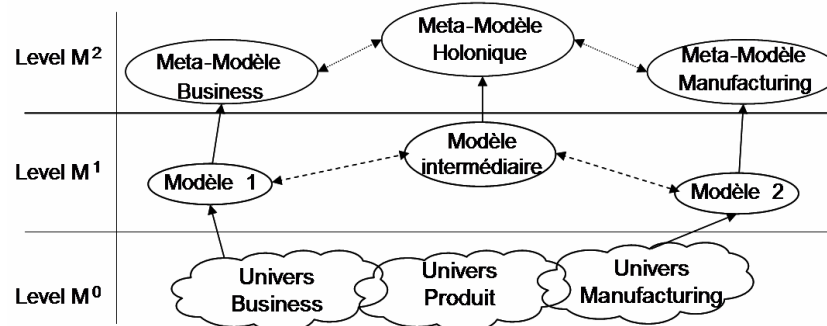 Level M²
Meta-Modèle
Business
Meta-Modèle
Holonique
Meta-Modèle
Manufacturing
Level M¹
Modèle 1
Modèle
intermédiaire
Modèle 2
Level M⁰
Univers
Business
Univers
Produit
Univers
Manufacturing